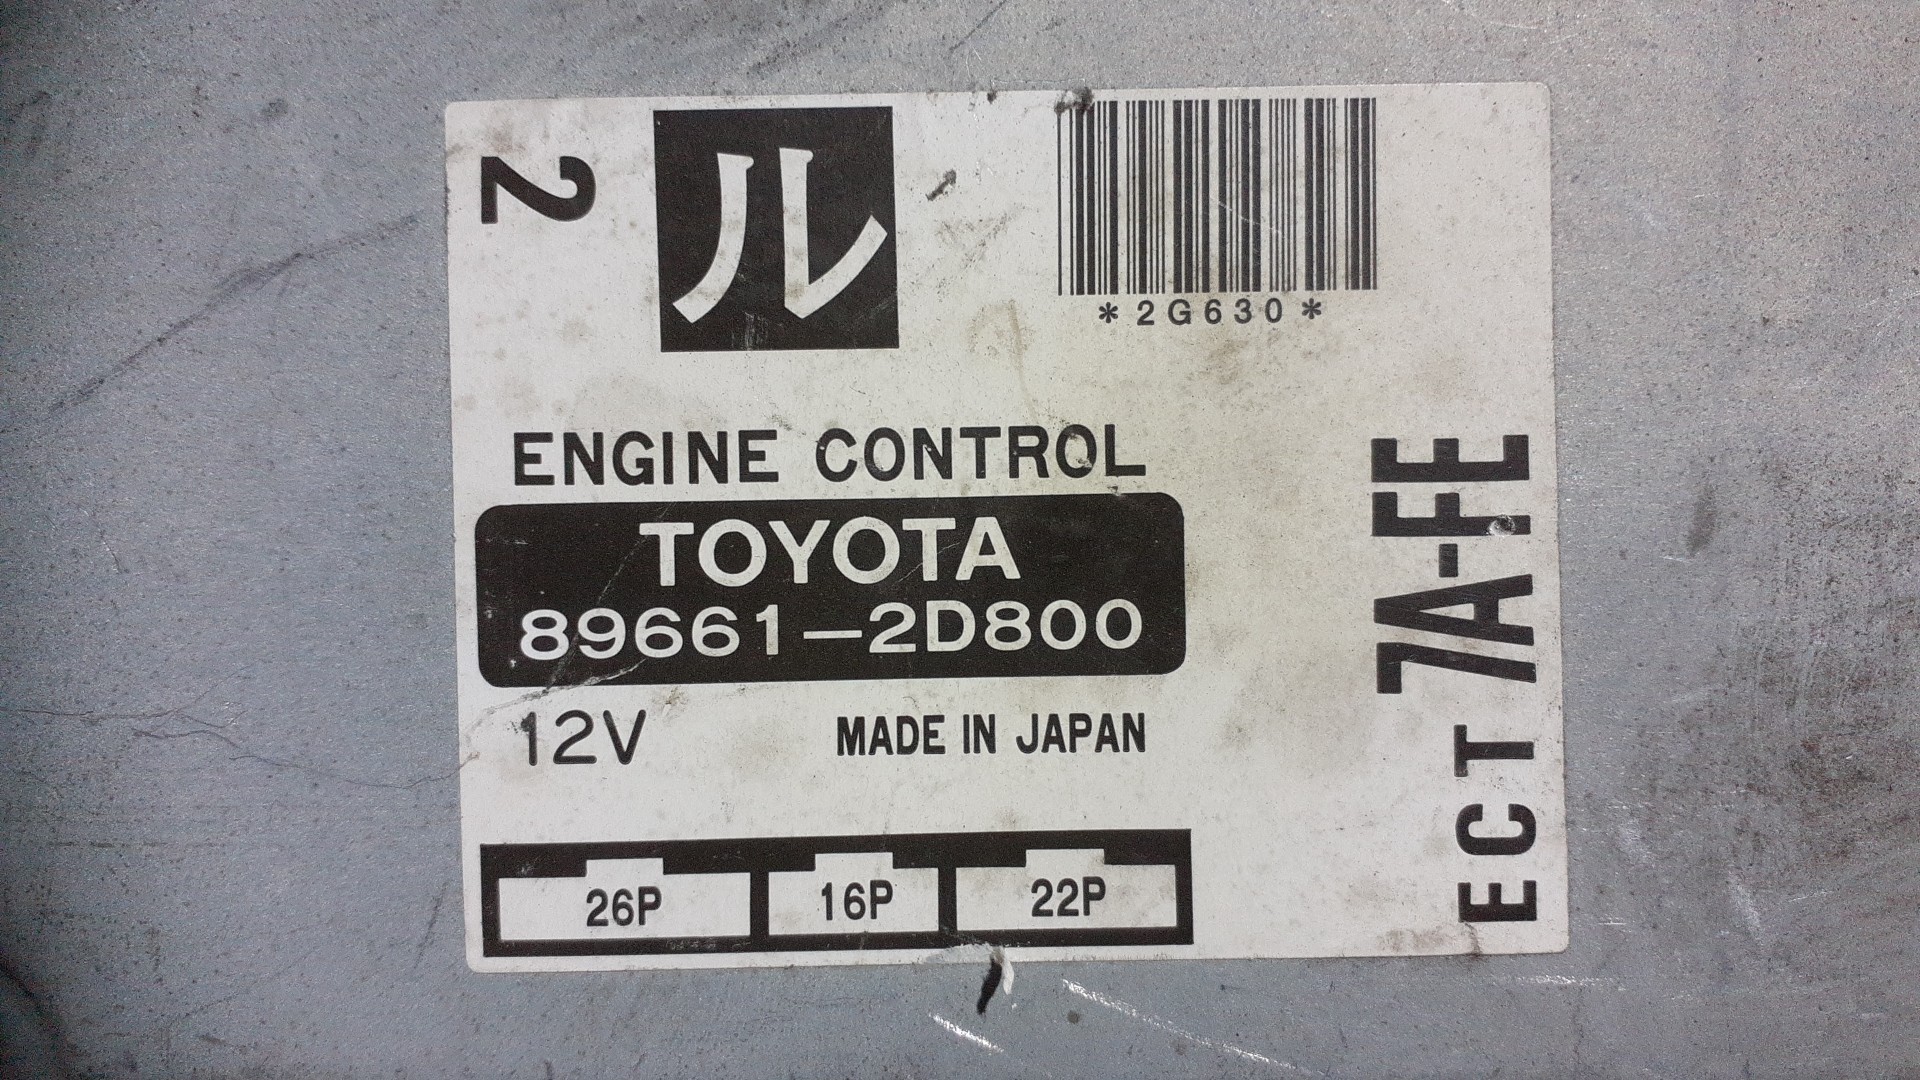 2
ル
*2G630*
ENGINE CONTROL
TOYOTA
89661-2D800
12V
MADE IN JAPAN
26P
16P
22P
ECT 7A-FE